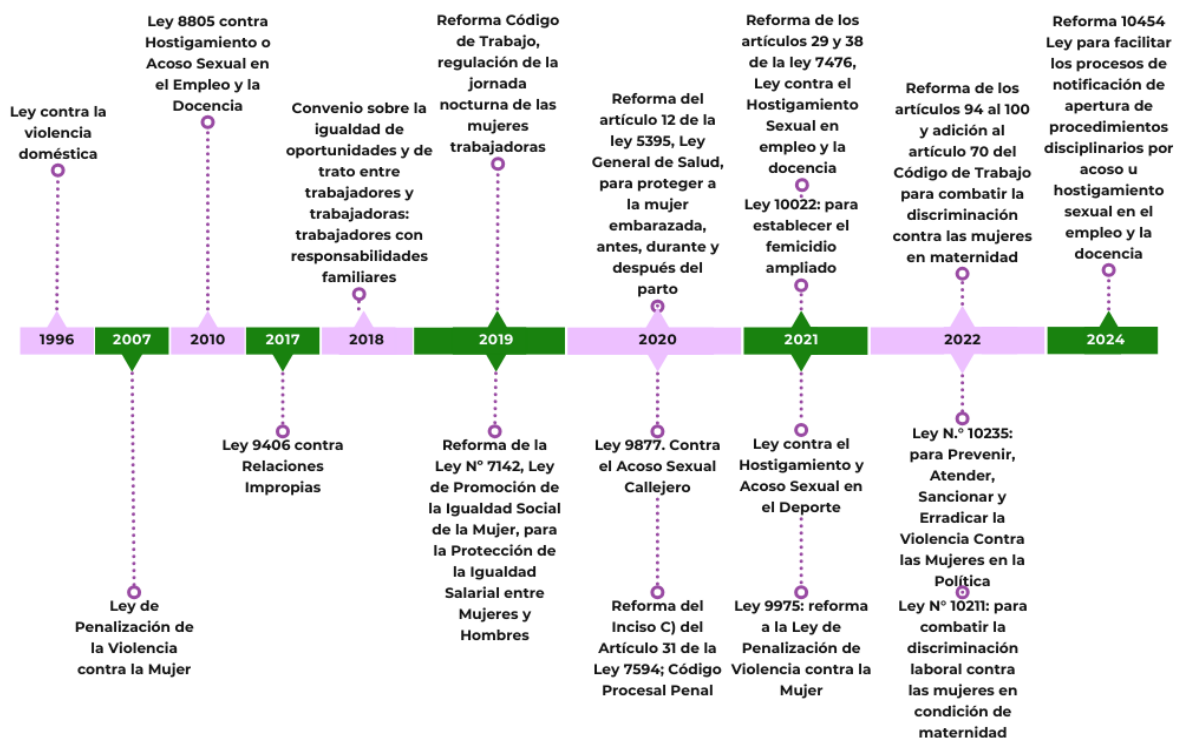 Ley contra la
violencia
doméstica
Ley 8805 contra
Hostigamiento o
Acoso Sexual en
el Empleo y la
Docencia
Convenio sobre la
igualdad de
oportunidades y de
trato entre
trabajadores y
trabajadoras:
trabajadores con
responsabilidades
familiares
Reforma Código
de Trabajo,
regulación de la
jornada
nocturna de las
mujeres
trabajadoras
Reforma del
artículo 12 de la
ley 5395, Ley
General de Salud,
para proteger a
la mujer
embarazada,
antes, durante y
después del
parto
Reforma de los
artículos 29 y 38
de la ley 7476,
Ley contra el
Hostigamiento
Sexual en
empleo y la
docencia
Ley 10022: para
establecer el
femicidio
ampliado
Reforma de los
artículos 94 al 100
y adición al
artículo 70 del
Código de Trabajo
para combatir la
discriminación
contra las mujeres
en maternidad
Reforma 10454
Ley para facilitar
los procesos de
notificación de
apertura de
procedimientos
disciplinarios por
acoso u
hostigamiento
sexual en el
empleo y la
docencia
1996
2007
2010
2017
2018
2019
2020
2021
2022
2024
Ley de
Penalización de
la Violencia
contra la Mujer
Ley 9406 contra
Relaciones
Impropias
Reforma de la
Ley Nº 7142, Ley
de Promoción de
la Igualdad Social
de la Mujer, para
la Protección de
la Igualdad
Salarial entre
Mujeres y
Hombres
Ley 9877. Contra
el Acoso Sexual
Callejero
Reforma del
Inciso C) del
Artículo 31 de la
Ley 7594; Código
Procesal Penal
Ley contra el
Hostigamiento y
Acoso Sexual en
el Deporte
Ley 9975: reforma
a la Ley de
Penalización de
Violencia contra la
Mujer
Ley N.° 10235:
para Prevenir,
Atender,
Sancionar y
Erradicar la
Violencia Contra
las Mujeres en la
Política
Ley N° 10211: para
combatir la
discriminación
laboral contra
las mujeres en
condición de
maternidad